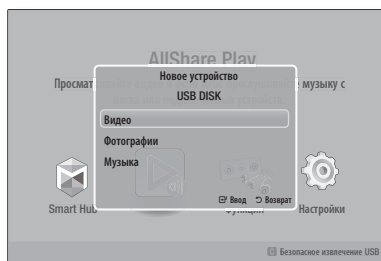 AllShare Play
Новое устройство
USB DISK
Просмат музыку с
Видео
Фотографии
Музыка
Ввод Возврат
Smart Hub Функции Настройки
Безопасное извлечение USB